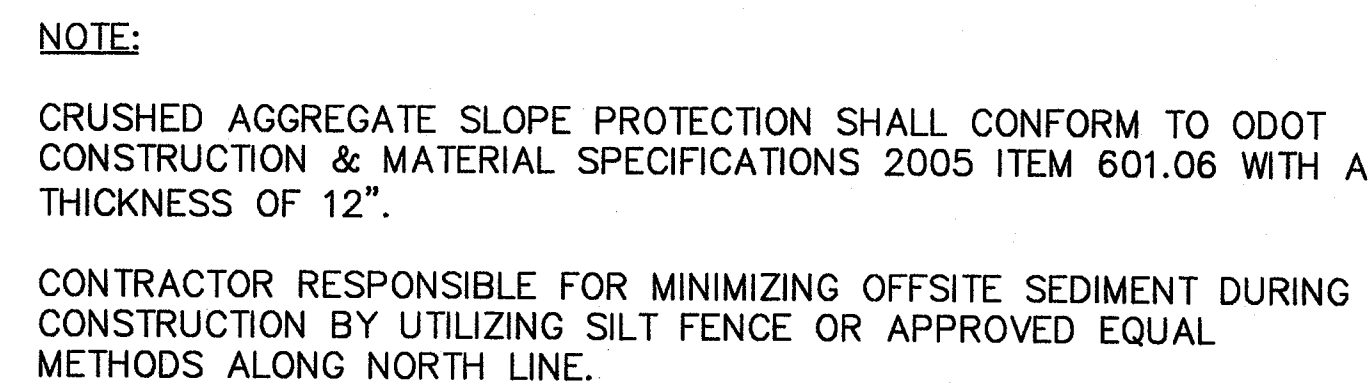 NOTE:
CRUSHED AGGREGATE SLOPE PROTECTION SHALL CONFORM TO ODOT
CONSTRUCTION & MATERIAL SPECIFICATIONS 2005 ITEM 601.06 WITH A
THICKNESS OF 12”.
CONTRACTOR RESPONSIBLE FOR MINIMIZING OFFSITE SEDIMENT DURING
CONSTRUCTION BY UTILIZING SILT FENCE OR APPROVED EQUAL
METHODS ALONG NORTH LINE.